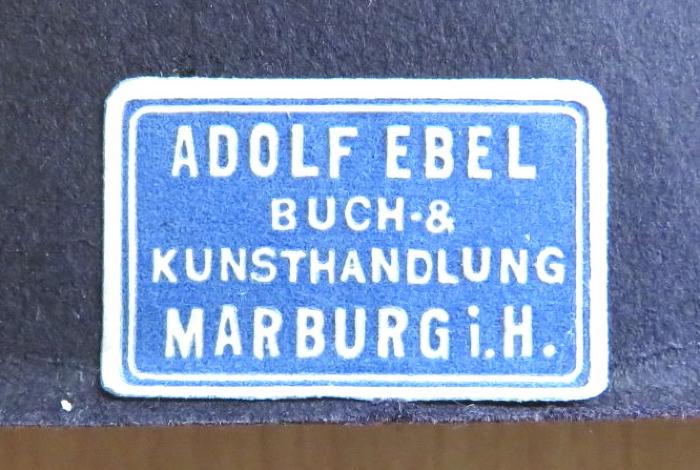 ADOLF EBEL
BUCH-&
KUNSTHANDLUNG
MARBURG i.H.